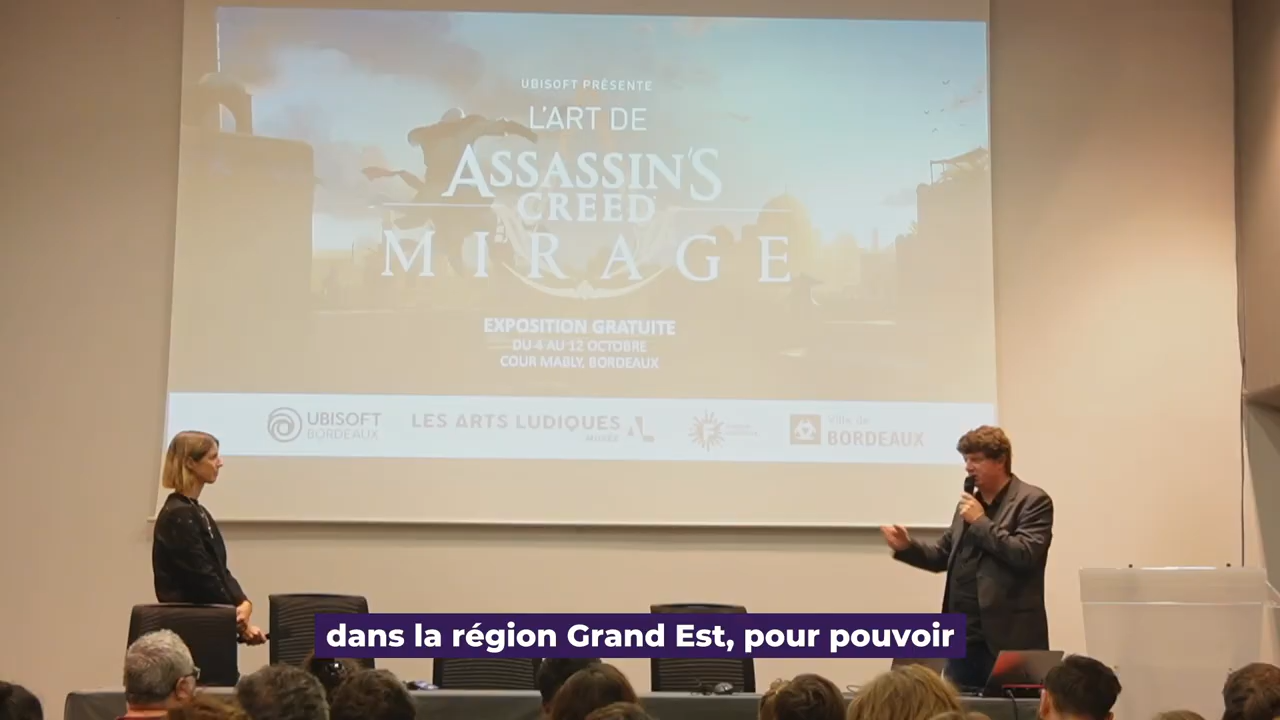 UBISOFT PRÉSENTE
L'ART DE
ASSASSIN'S
CREED
MIRAGE
EXPOSITION GRATUITE
DU 4 AU 12 OCTOBRE
COUR MABLY, BORDEAUX
UBISOFT
BORDEAUX
LES ARTS LUDIQUES
MUSÉE
Ville de
BORDEAUX
dans la région Grand Est, pour pouvoir